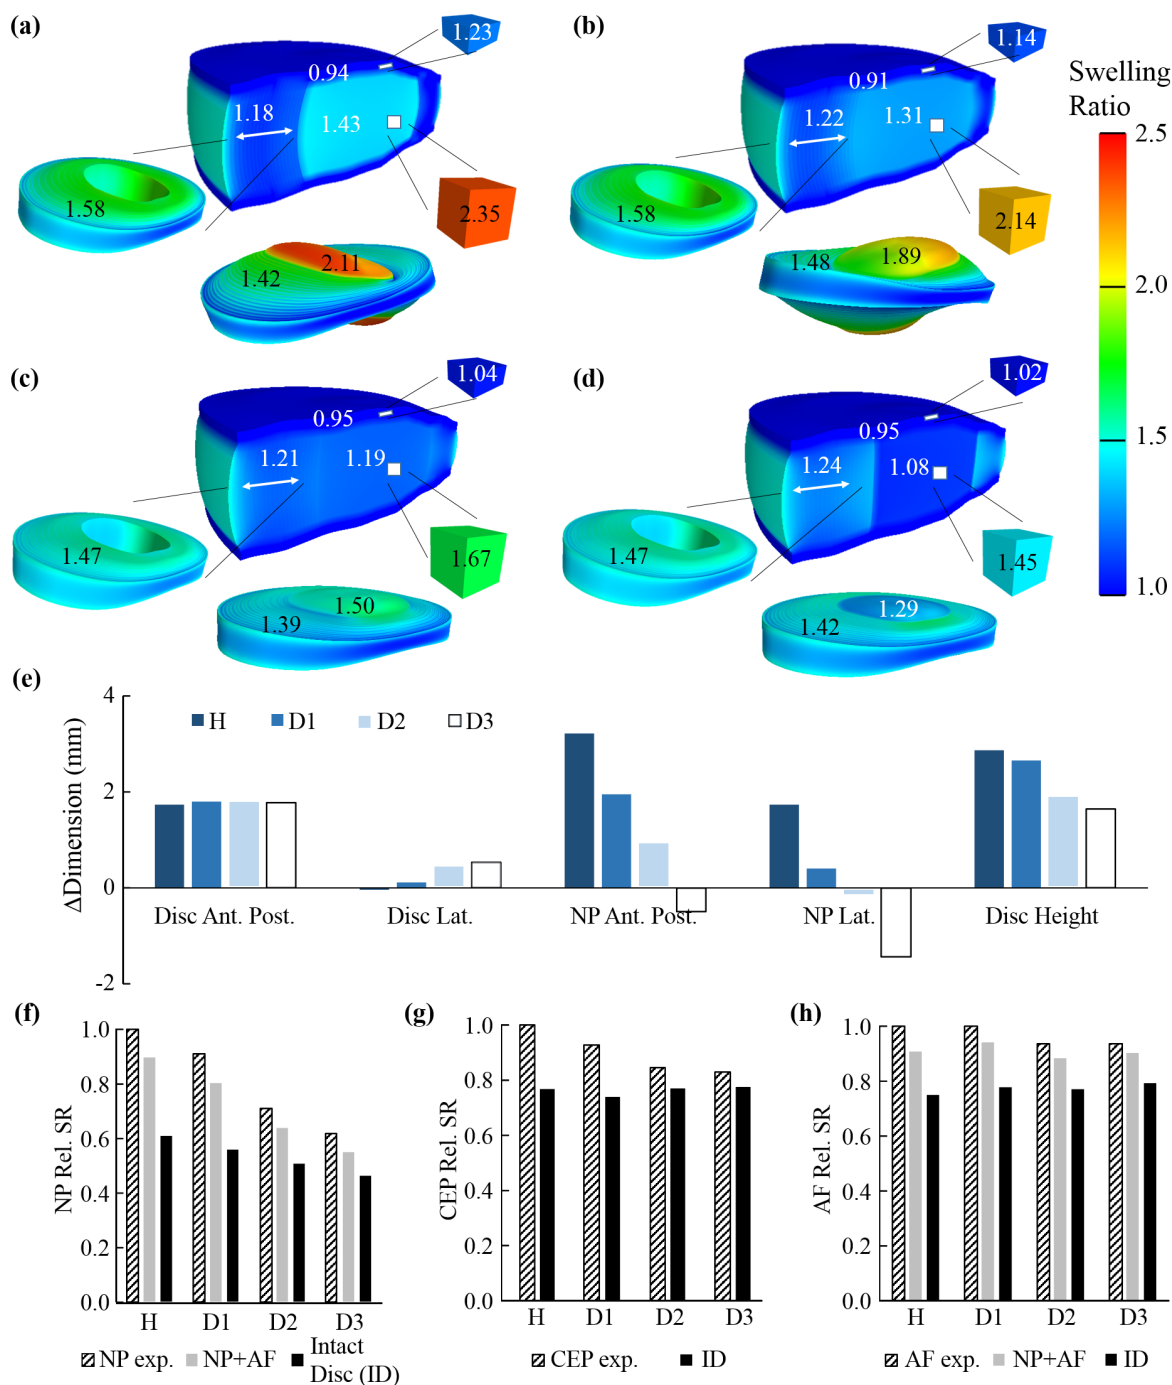 (a)
1.23
0.94
1.18
1.43
1.58
2.35
2.11
1.42
(b)
1.14
0.91
1.22
1.31
1.58
2.14
1.89
1.48
Swelling
Ratio
2.5
2.0
1.5
1.0
(c)
1.04
0.95
1.21
1.19
1.47
1.67
1.50
1.39
(d)
1.02
0.95
1.24
1.08
1.47
1.45
1.29
1.42
(e)
ΔDimension (mm)
4
2
0
-2
H D1 D2 D3
Disc Ant. Post. Disc Lat. NP Ant. Post. NP Lat. Disc Height
(f)
NP Rel. SR
1.0
0.8
0.6
0.4
0.2
0.0
H D1 D2 D3
NP exp. NP+AF Intact
Disc (ID)
(g)
CEP Rel. SR
1.0
0.8
0.6
0.4
0.2
0.0
H D1 D2 D3
CEP exp. ID
(h)
AF Rel. SR
1.0
0.8
0.6
0.4
0.2
0.0
H D1 D2 D3
AF exp. NP+AF ID